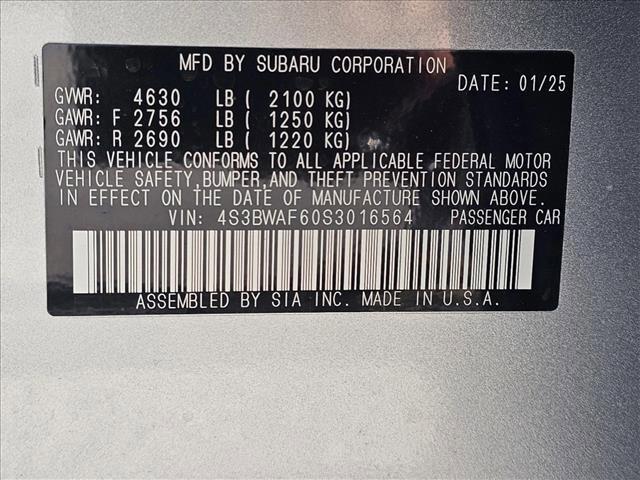 MFD BY SUBARU CORPORATION
DATE: 01/25
GVWR: 4630 LB ( 2100 KG)
GAWR: F 2756 LB ( 1250 KG)
GAWR: R 2690 LB ( 1220 KG)
THIS VEHICLE CONFORMS TO ALL APPLICABLE FEDERAL MOTOR
VEHICLE SAFETY,BUMPER,AND THEFT PREVENTION STANDARDS
IN EFFECT ON THE DATE OF MANUFACTURE SHOWN ABOVE.
VIN: 4S3BWAF60S3016564 PASSENGER CAR
ASSEMBLED BY SIA INC. MADE IN U.S.A.